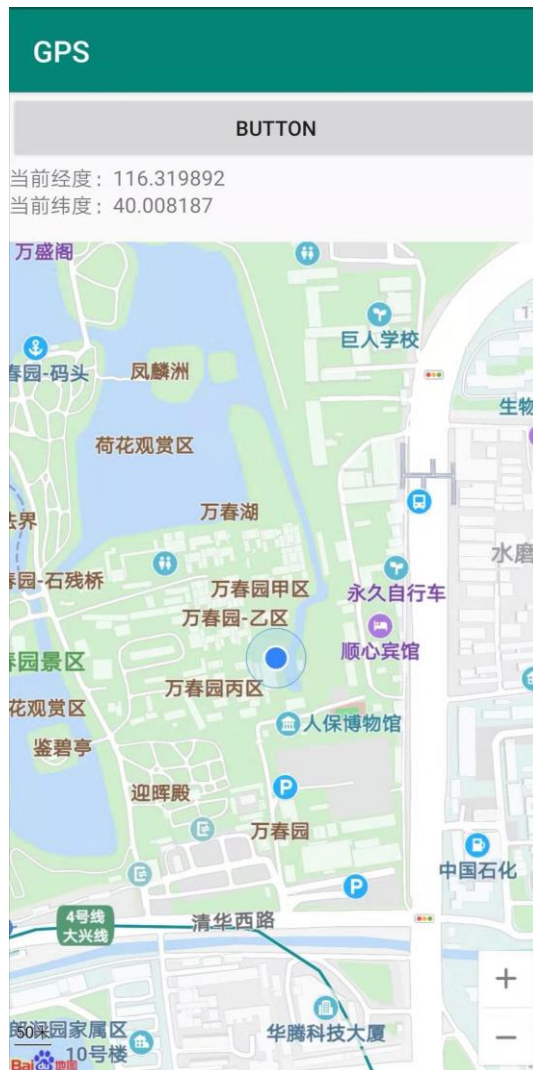 GPS
BUTTON
当前经度：116.319892
当前纬度：40.008187
万盛阁
巨人学校
春园-码头
凤麟洲
生物
荷花观赏区
万春湖
法界
水磨
春园-石残桥
万春园甲区
永久自行车
万春园-乙区
顺心宾馆
春园景区
万春园丙区
花观赏区
人保博物馆
鉴碧亭
迎晖殿
P
万春园
中国石化
P
4号线
大兴线
清华西路
+
50米
园家属区
华腾科技大厦
10号楼
−
Bai 地图